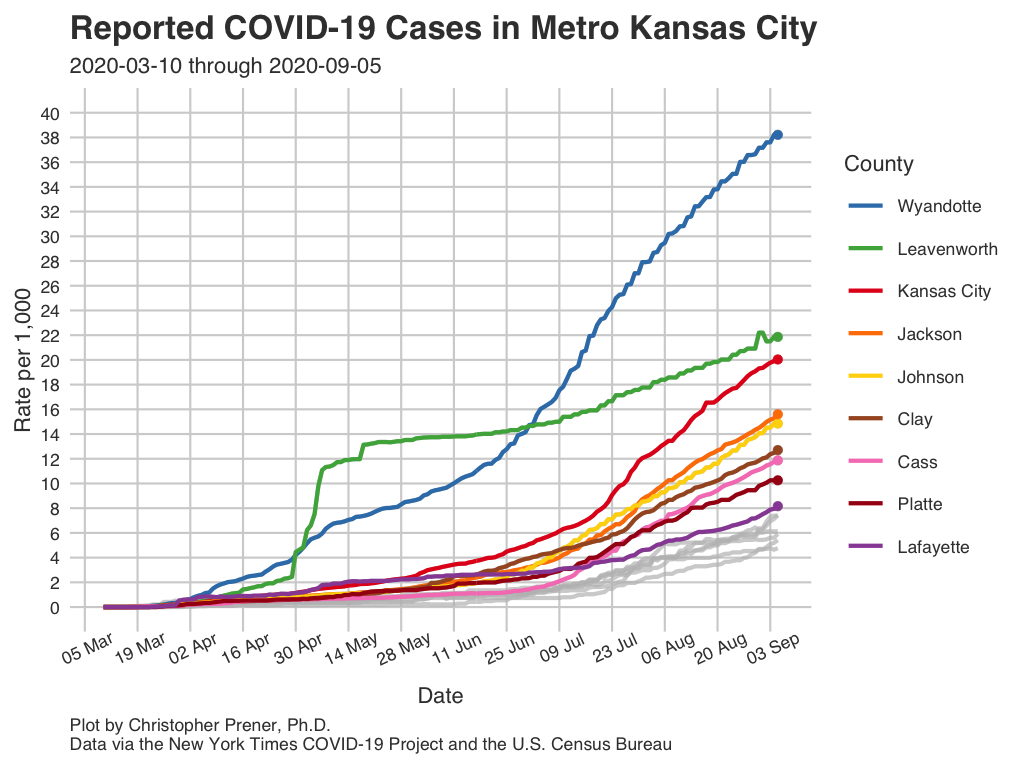 Reported COVID-19 Cases in Metro Kansas City
2020-03-10 through 2020-09-05
40
38
36
34
32
30
28
26
24
22
20
18
16
14
12
10
8
6
4
2
0
Rate per 1,000
05 Mar
19 Mar
02 Apr
16 Apr
30 Apr
14 May
28 May
11 Jun
25 Jun
09 Jul
23 Jul
06 Aug
20 Aug
03 Sep
Date
County
Wyandotte
Leavenworth
Kansas City
Jackson
Johnson
Clay
Cass
Platte
Lafayette
Plot by Christopher Prener, Ph.D.
Data via the New York Times COVID-19 Project and the U.S. Census Bureau